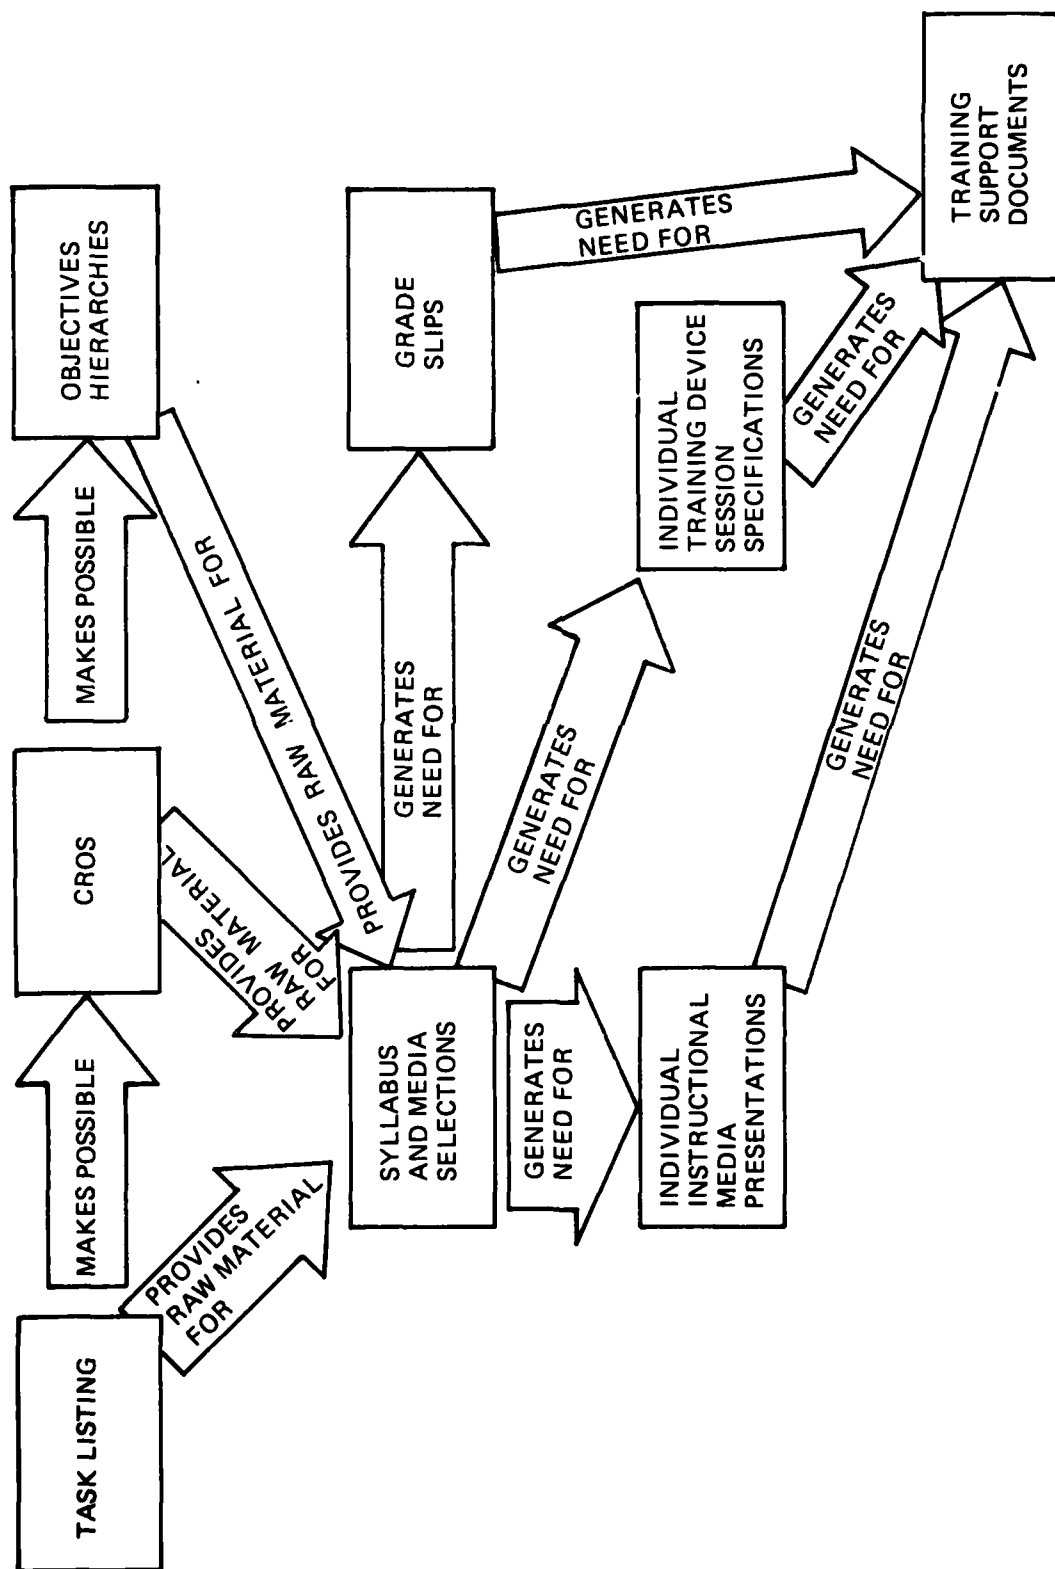 TASK LISTING
MAKES POSSIBLE
CROS
MAKES POSSIBLE
OBJECTIVES
HIERARCHIES
PROVIDES
RAW MATERIAL
FOR
PROVIDES
RAW MATERIAL
FOR
PROVIDES RAW MATERIAL FOR
SYLLABUS
AND MEDIA
SELECTIONS
GENERATES
NEED FOR
GRADE
SLIPS
GENERATES
NEED FOR
GENERATES
NEED FOR
GENERATES
NEED FOR
INDIVIDUAL
INSTRUCTIONAL
MEDIA
PRESENTATIONS
INDIVIDUAL
TRAINING DEVICE
SESSION
SPECIFICATIONS
GENERATES
NEED FOR
GENERATES
NEED FOR
TRAINING
SUPPORT
DOCUMENTS